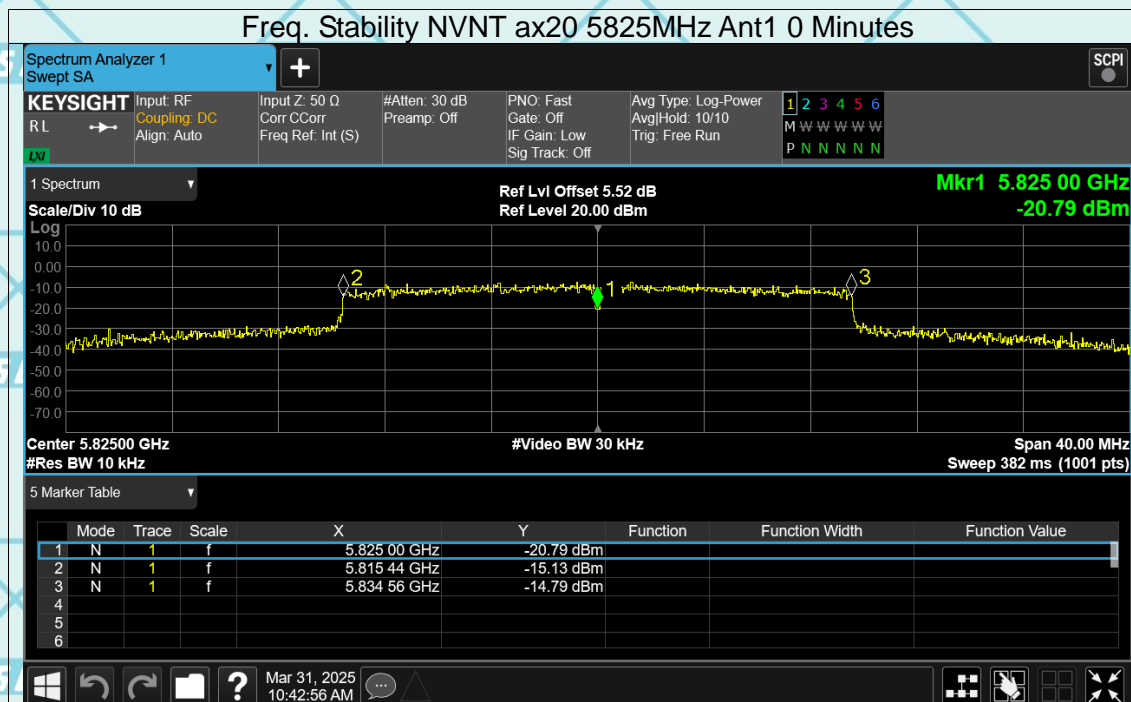 Freq. Stability NVNT ax20 5825MHz Ant1 0 Minutes
Spectrum Analyzer 1
Swept SA
+
SCPI
KEYSIGHT
RL
LXI
Input: RF
Coupling: DC
Align: Auto
Input Z: 50 Ω
Corr CCorr
Freq Ref: Int (S)
#Atten: 30 dB
Preamp: Off
PNO: Fast
Gate: Off
IF Gain: Low
Sig Track: Off
Avg Type: Log-Power
Avg|Hold: 10/10
Trig: Free Run
1 2 3 4 5 6
M W W W W W
P N N N N N
1 Spectrum
Scale/Div 10 dB
Ref Lvl Offset 5.52 dB
Ref Level 20.00 dBm
Mkr1 5.825 00 GHz
-20.79 dBm
Log
10.0
0.00
-10.0
-20.0
-30.0
-40.0
-50.0
-60.0
-70.0
2
1
3
Center 5.82500 GHz
#Video BW 30 kHz
Span 40.00 MHz
#Res BW 10 kHz
Sweep 382 ms (1001 pts)
5 Marker Table
Mode Trace Scale X Y Function Function Width Function Value
1 N 1 f 5.825 00 GHz -20.79 dBm
2 N 1 f 5.815 44 GHz -15.13 dBm
3 N 1 f 5.834 56 GHz -14.79 dBm
4
5
6
?
Mar 31, 2025
10:42:56 AM